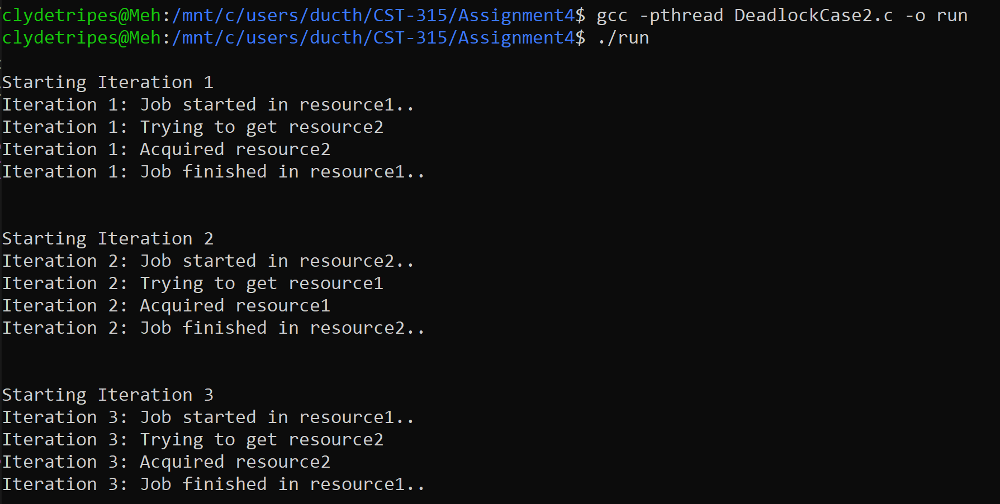 clydetripes@Meh:/mnt/c/users/ducth/CST-315/Assignment4$ gcc -pthread DeadlockCase2.c -o run
clydetripes@Meh:/mnt/c/users/ducth/CST-315/Assignment4$ ./run
Starting Iteration 1
Iteration 1: Job started in resource1..
Iteration 1: Trying to get resource2
Iteration 1: Acquired resource2
Iteration 1: Job finished in resource1..
Starting Iteration 2
Iteration 2: Job started in resource2..
Iteration 2: Trying to get resource1
Iteration 2: Acquired resource1
Iteration 2: Job finished in resource2..
Starting Iteration 3
Iteration 3: Job started in resource1..
Iteration 3: Trying to get resource2
Iteration 3: Acquired resource2
Iteration 3: Job finished in resource1..